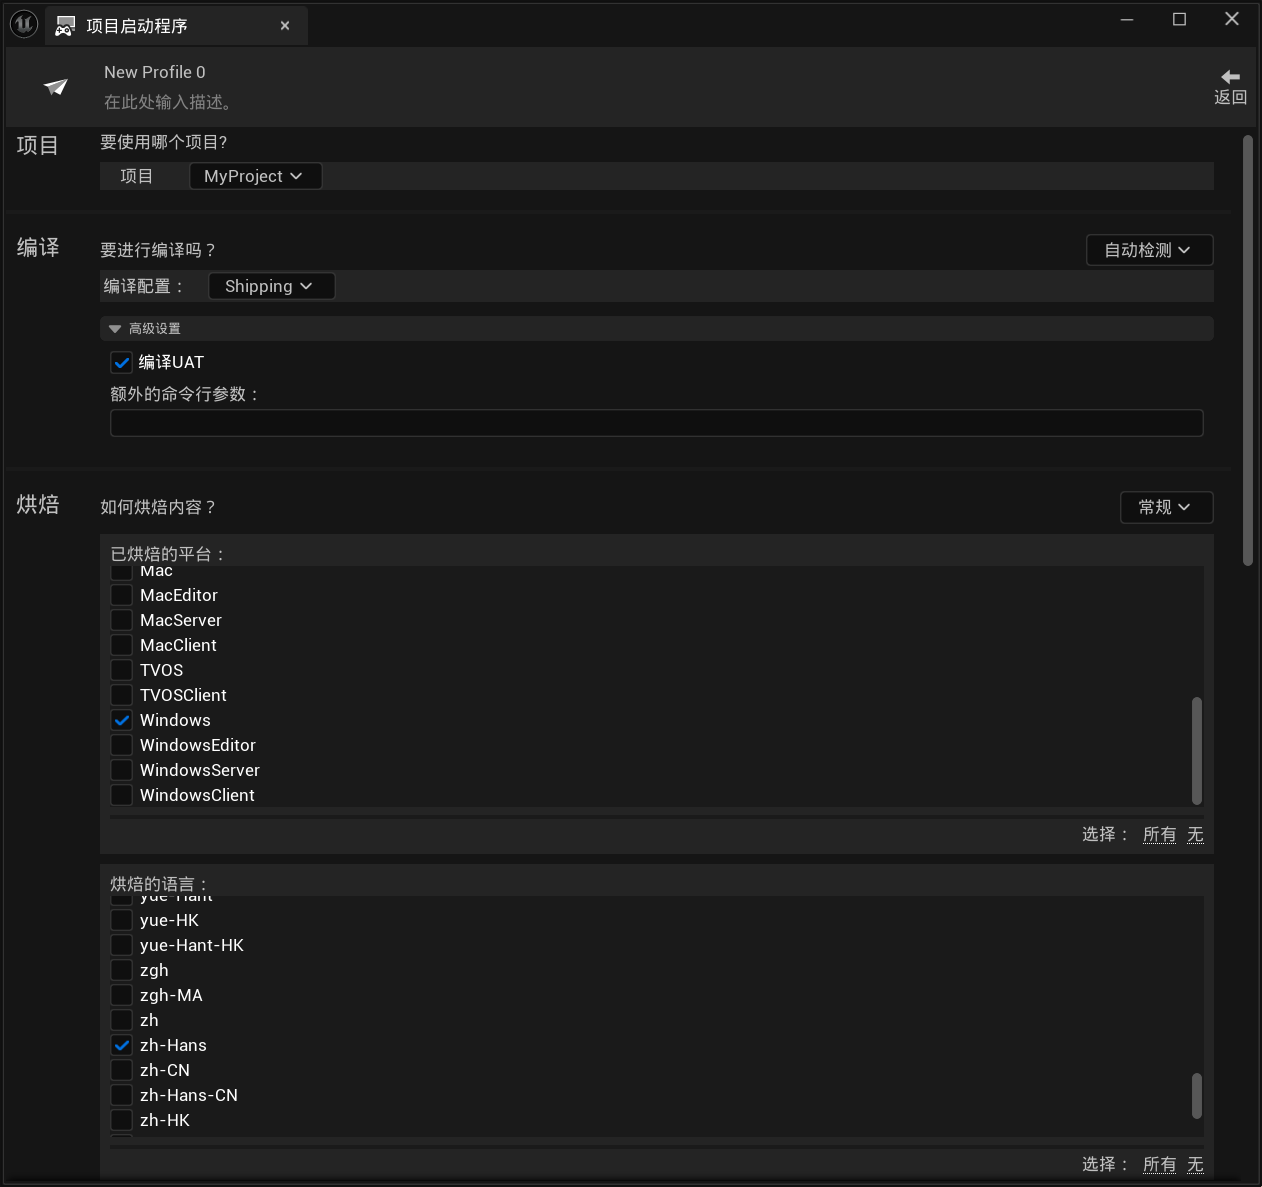 项目启动程序
New Profile 0
在此处输入描述。
返回
项目
要使用哪个项目?
项目 MyProject
编译
要进行编译吗？
自动检测
编译配置： Shipping
高级设置
编译UAT
额外的命令行参数：
烘焙
如何烘焙内容？
常规
已烘焙的平台：
Mac
MacEditor
MacServer
MacClient
TVOS
TVOSClient
Windows
WindowsEditor
WindowsServer
WindowsClient
选择： 所有 无
烘焙的语言：
yue-Hant
yue-HK
yue-Hant-HK
zgh
zgh-MA
zh
zh-Hans
zh-CN
zh-Hans-CN
zh-HK
选择： 所有 无